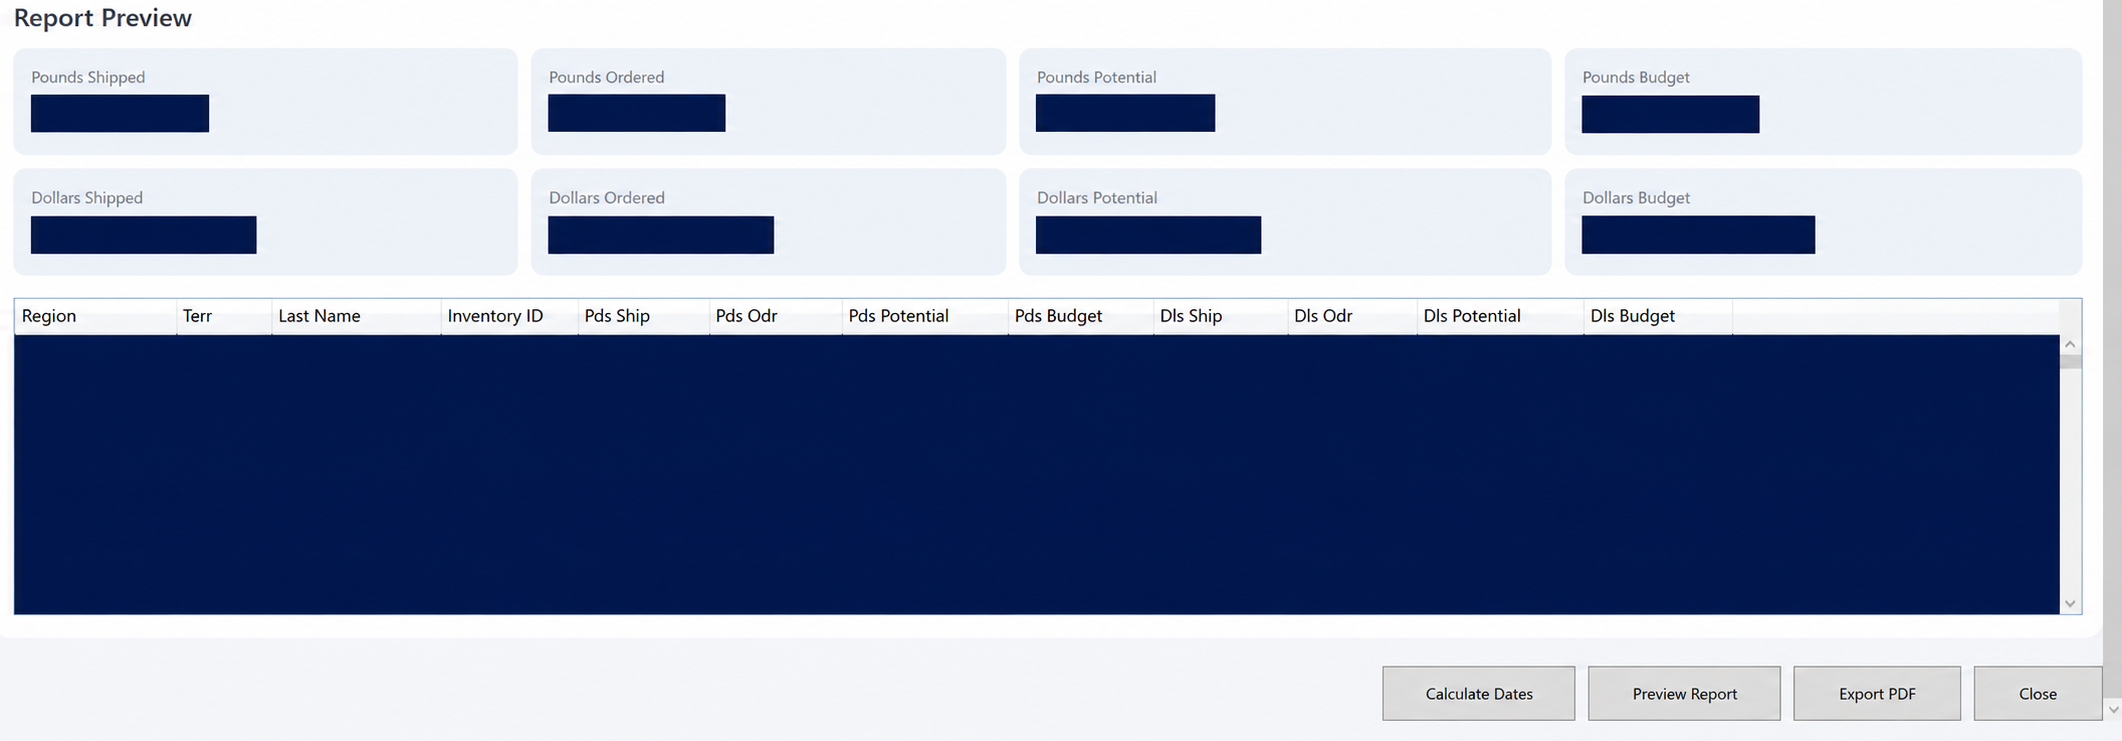 Report Preview
Pounds Shipped Pounds Ordered Pounds Potential Pounds Budget
Dollars Shipped Dollars Ordered Dollars Potential Dollars Budget
Region Terr Last Name Inventory ID Pds Ship Pds Odr Pds Potential Pds Budget Dls Ship Dls Odr Dls Potential Dls Budget
Calculate Dates Preview Report Export PDF Close